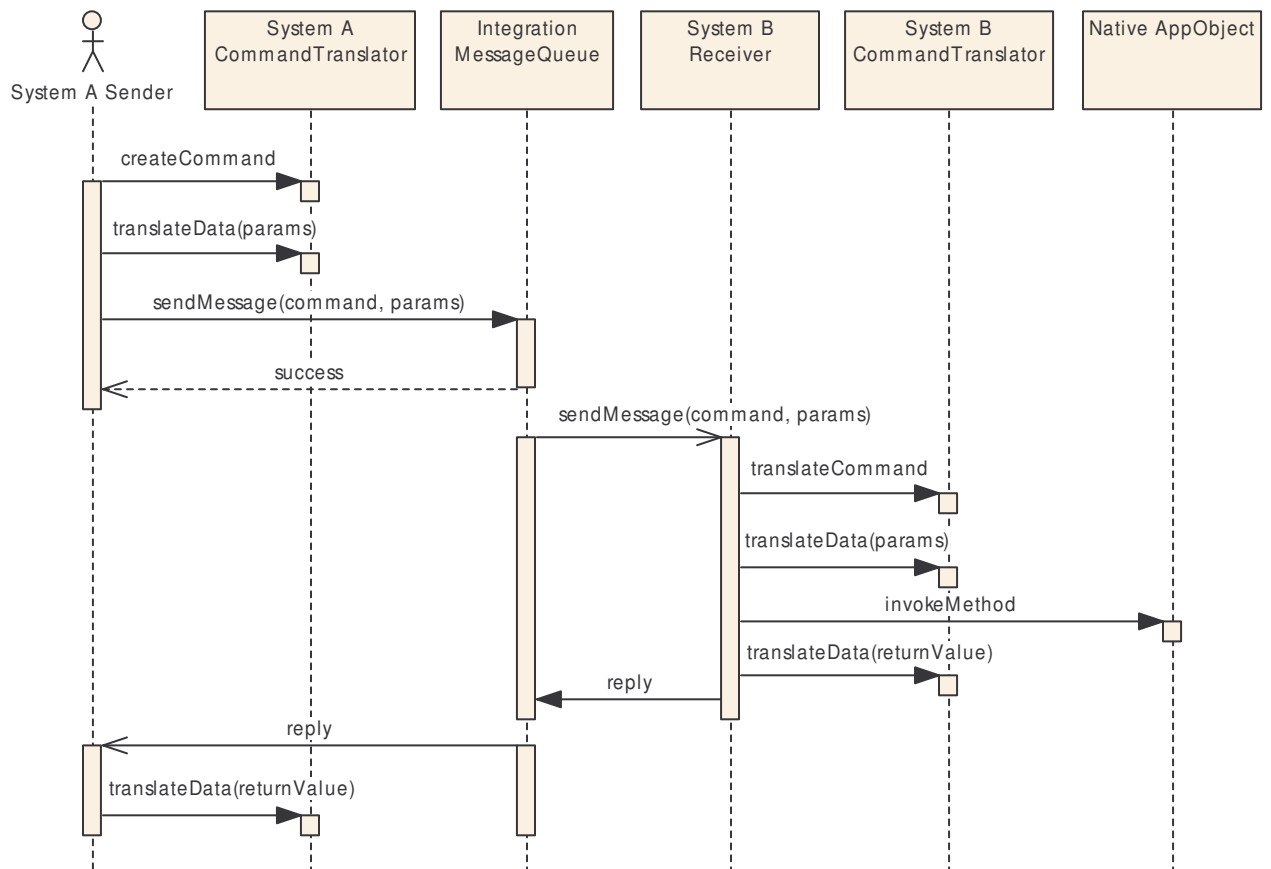 System A
CommandTranslator
Integration
MessageQueue
System B
Receiver
System B
CommandTranslator
Native AppObject
System A Sender
createCommand
translateData(params)
sendMessage(command, params)
success
sendMessage(command, params)
translateCommand
translateData(params)
invokeMethod
translateData(returnValue)
reply
reply
translateData(returnValue)